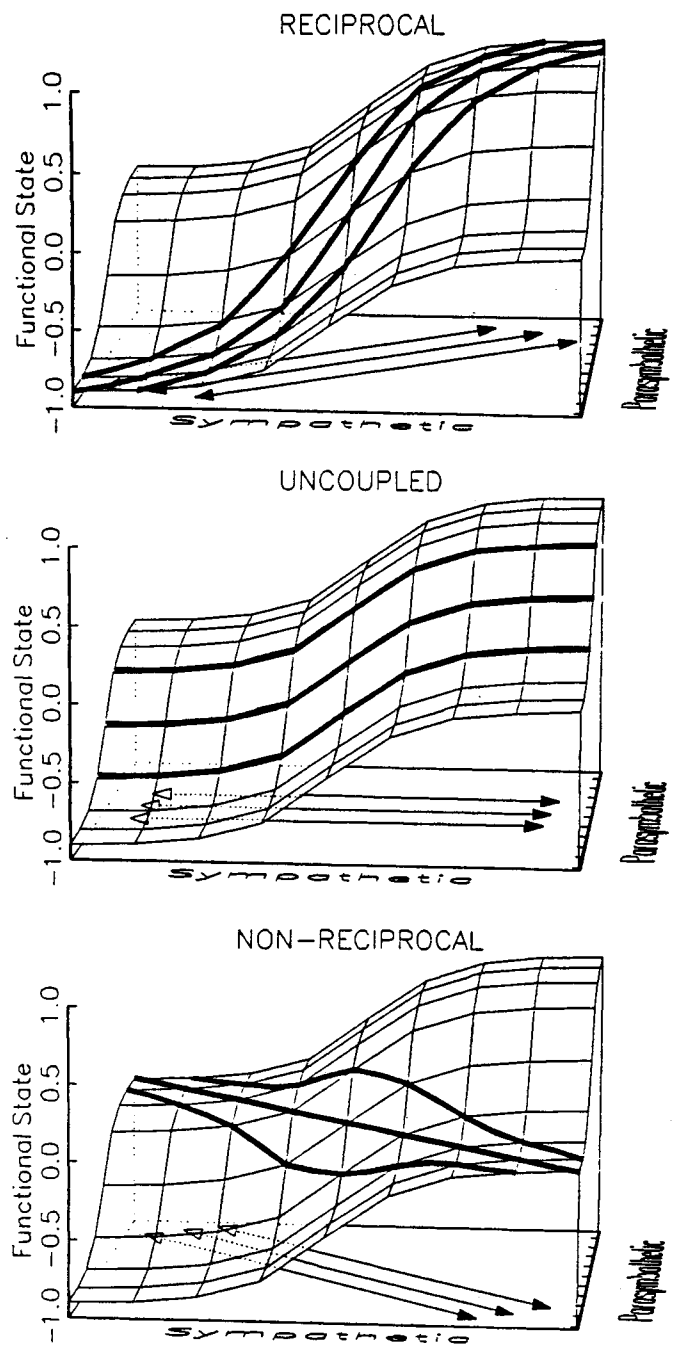 RECIPROCAL
Functional State
1.0
0.5
0.0
-0.5
-1.0
Sympathetic
Parasympathetic
UNCOUPLED
Functional State
1.0
0.5
0.0
-0.5
-1.0
Sympathetic
Parasympathetic
NON-RECIPROCAL
Functional State
1.0
0.5
0.0
-0.5
-1.0
Sympathetic
Parasympathetic